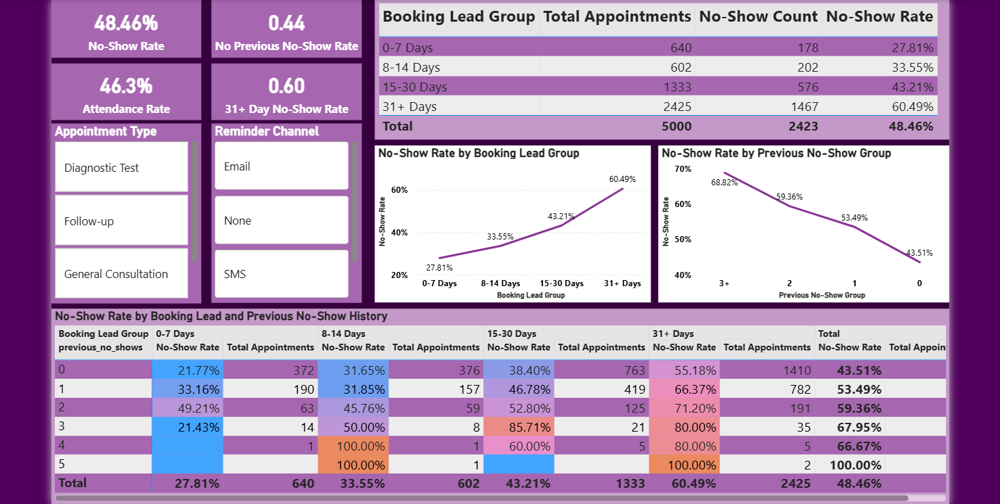 48.46%
No-Show Rate
0.44
No Previous No-Show Rate
46.3%
Attendance Rate
0.60
31+ Day No-Show Rate
Appointment Type
Diagnostic Test
Follow-up
General Consultation
Reminder Channel
Email
None
SMS
Booking Lead Group Total Appointments No-Show Count No-Show Rate
0-7 Days 640 178 27.81%
8-14 Days 602 202 33.55%
15-30 Days 1333 576 43.21%
31+ Days 2425 1467 60.49%
Total 5000 2423 48.46%
No-Show Rate by Booking Lead Group
No-Show Rate
60%
40%
20%
27.81%
33.55%
43.21%
60.49%
0-7 Days 8-14 Days 15-30 Days 31+ Days
Booking Lead Group
No-Show Rate by Previous No-Show Group
No-Show Rate
70%
60%
50%
40%
68.82%
59.36%
53.49%
43.51%
3+ 2 1 0
Previous No-Show Group
No-Show Rate by Booking Lead and Previous No-Show History
Booking Lead Group 0-7 Days 8-14 Days 15-30 Days 31+ Days Total
previous_no_shows No-Show Rate Total Appointments No-Show Rate Total Appointments No-Show Rate Total Appointments No-Show Rate Total Appointments No-Show Rate Total Appoin
0 21.77% 372 31.65% 376 38.40% 763 55.18% 1410 43.51%
1 33.16% 190 31.85% 157 46.78% 419 66.37% 782 53.49%
2 49.21% 63 45.76% 59 52.80% 125 71.20% 191 59.36%
3 21.43% 14 50.00% 8 85.71% 21 80.00% 35 67.95%
4 1 100.00% 1 60.00% 5 80.00% 5 66.67%
5 100.00% 1 100.00% 2 100.00%
Total 27.81% 640 33.55% 602 43.21% 1333 60.49% 2425 48.46%